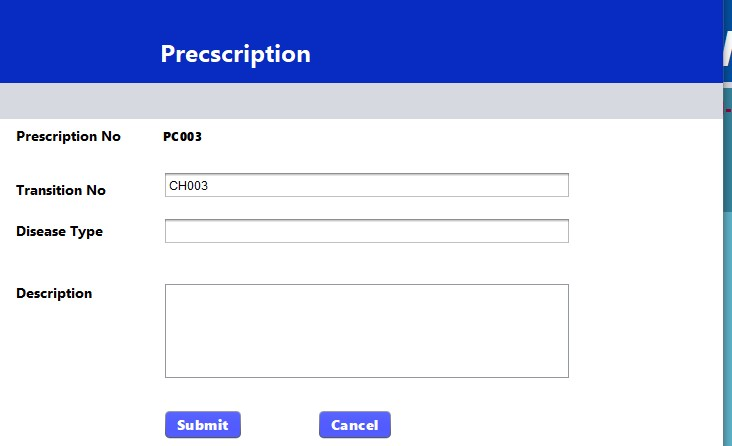 Precscription
Prescription No PC003
Transition No CH003
Disease Type
Description
Submit Cancel